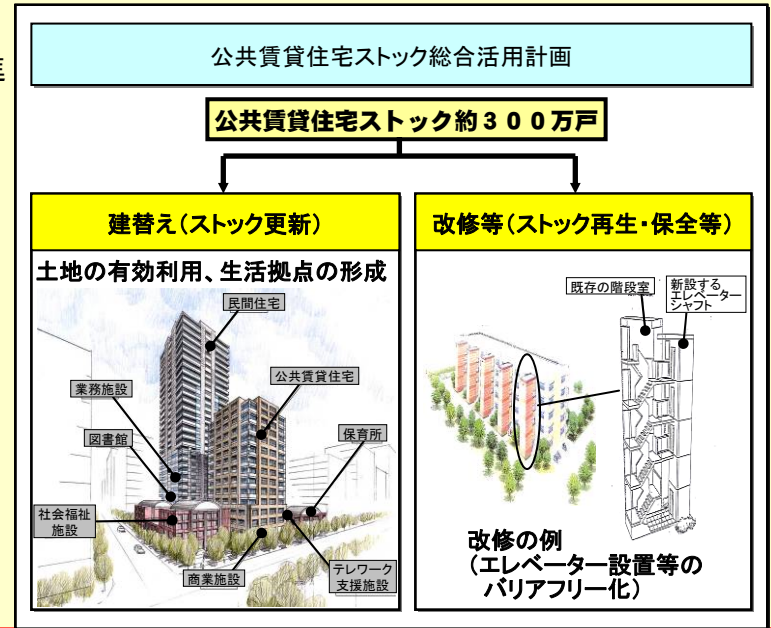 進
公共賃貸住宅ストック総合活用計画
公共賃貸住宅ストック約３００万戸
建替え(ストック更新)
土地の有効利用、生活拠点の形成
民間住宅
公共賃貸住宅
業務施設
図書館
保育所
社会福祉
施設
商業施設
テレワーク
支援施設
改修等(ストック再生・保全等)
既存の階段室
新設する
エレベーター
シャフト
改修の例
(エレベーター設置等の
バリアフリー化)